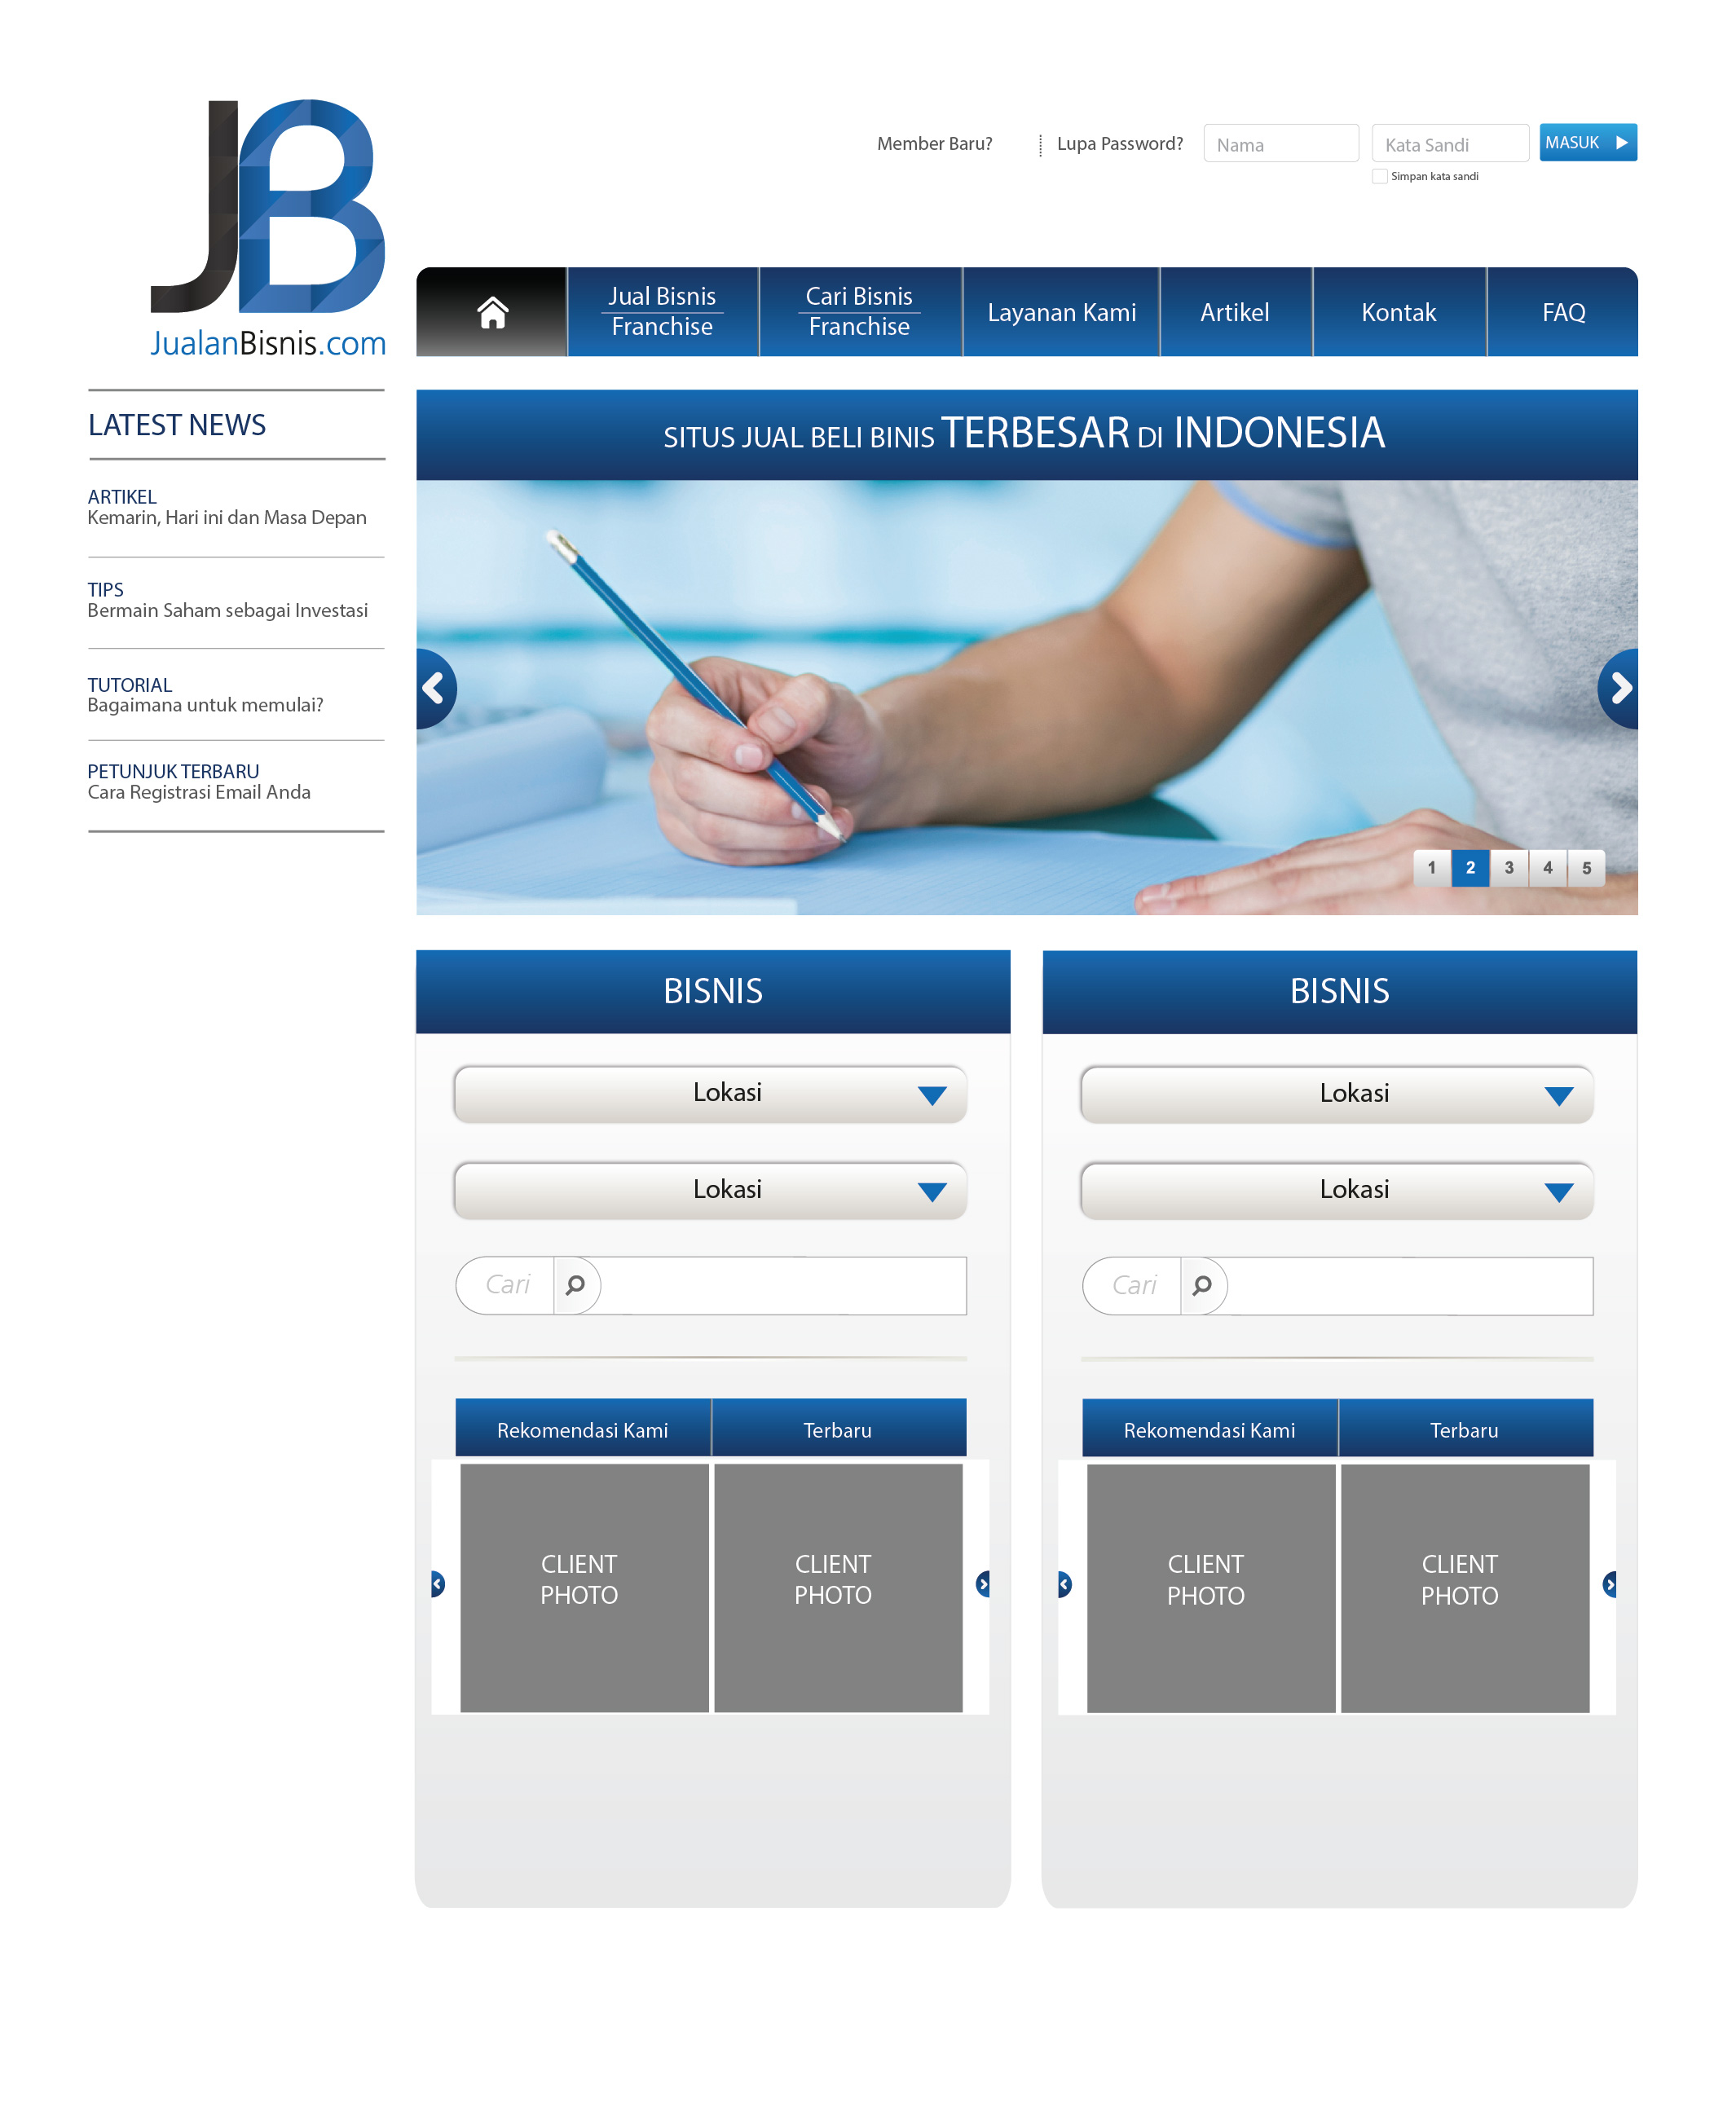 JB
JualanBisnis.com
Member Baru?
Lupa Password?
Nama
Kata Sandi
MASUK
Simpan kata sandi
Jual Bisnis
Franchise
Cari Bisnis
Franchise
Layanan Kami
Artikel
Kontak
FAQ
LATEST NEWS
ARTIKEL
Kemarin, Hari ini dan Masa Depan
TIPS
Bermain Saham sebagai Investasi
TUTORIAL
Bagaimana untuk memulai?
PETUNJUK TERBARU
Cara Registrasi Email Anda
SITUS JUAL BELI BINIS TERBESAR DI INDONESIA
1 2 3 4 5
BISNIS
Lokasi
Lokasi
Cari
Rekomendasi Kami
Terbaru
CLIENT
PHOTO
CLIENT
PHOTO
BISNIS
Lokasi
Lokasi
Cari
Rekomendasi Kami
Terbaru
CLIENT
PHOTO
CLIENT
PHOTO